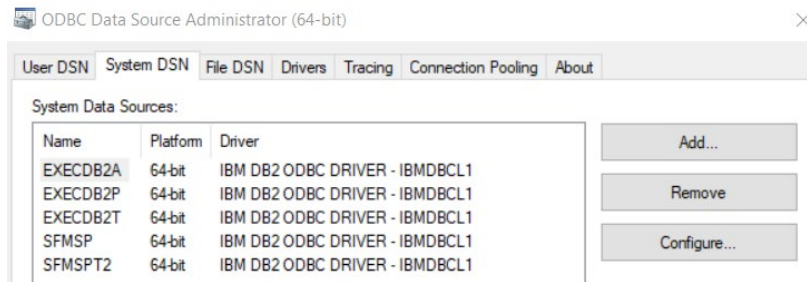 ODBC Data Source Administrator (64-bit)
User DSN System DSN File DSN Drivers Tracing Connection Pooling About
System Data Sources:
Name Platform Driver Add...
EXECDB2A 64-bit IBM DB2 ODBC DRIVER - IBMDBCL1
EXECDB2P 64-bit IBM DB2 ODBC DRIVER - IBMDBCL1 Remove
EXECDB2T 64-bit IBM DB2 ODBC DRIVER - IBMDBCL1
SFMSP 64-bit IBM DB2 ODBC DRIVER - IBMDBCL1 Configure...
SFMSPT2 64-bit IBM DB2 ODBC DRIVER - IBMDBCL1